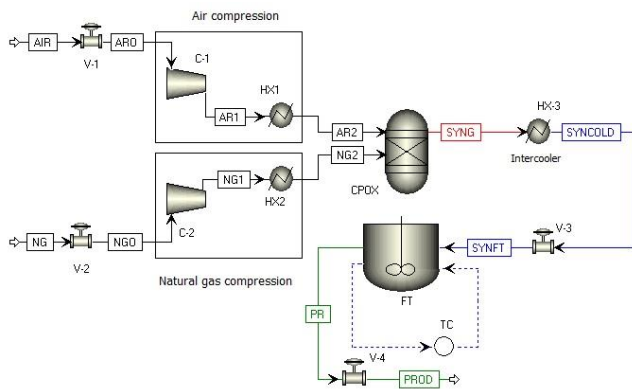 Air compression
AIR
V-1
AR0
C-1
AR1
HX1
AR2
NG
V-2
NG0
C-2
NG1
HX2
NG2
Natural gas compression
CPOX
SYNG
HX-3
Intercooler
SYNCOLD
V-3
SYNFT
FT
TC
PR
V-4
PROD